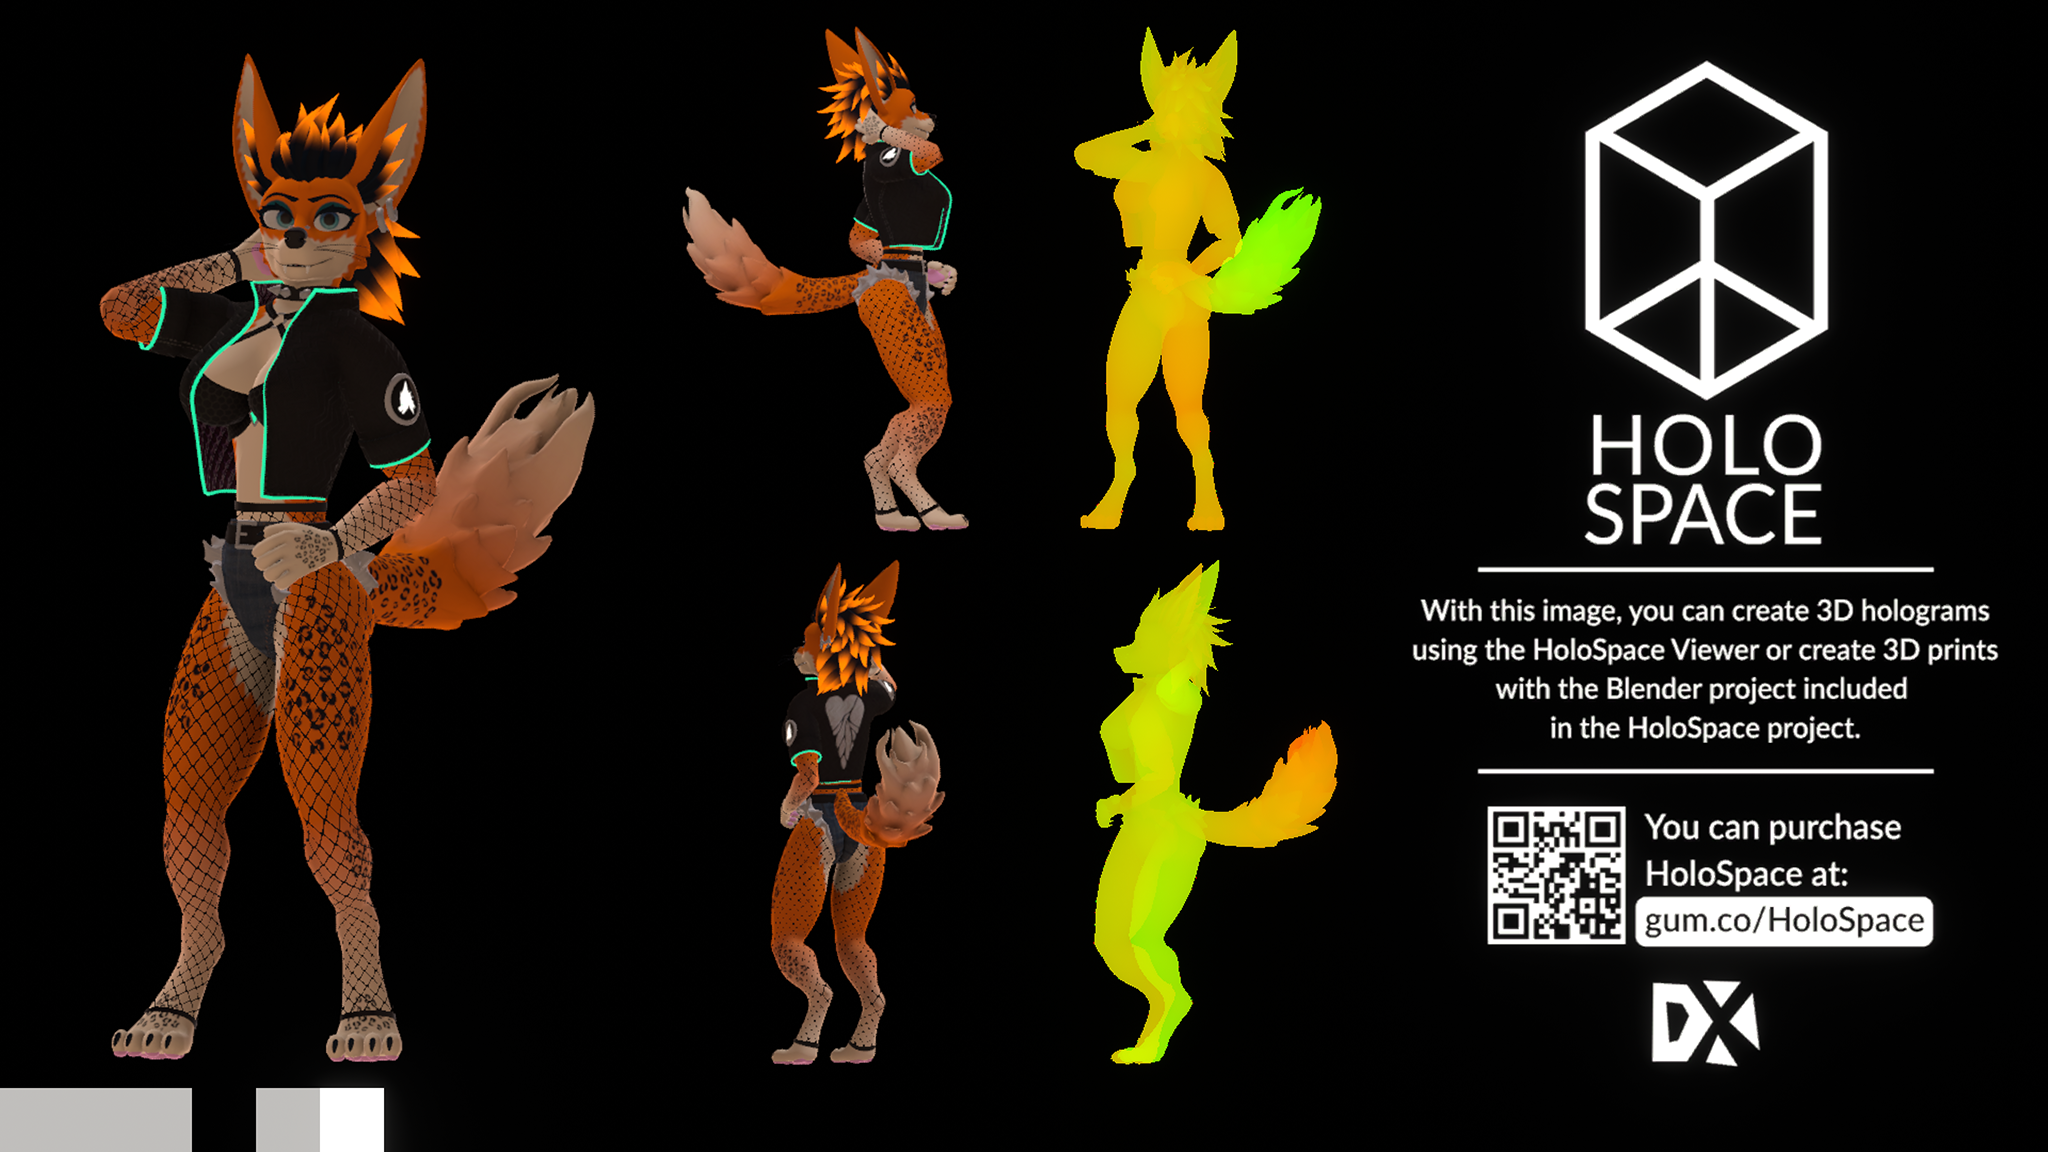 HOLO
SPACE
With this image, you can create 3D holograms
using the HoloSpace Viewer or create 3D prints
with the Blender project included
in the HoloSpace project.
You can purchase
HoloSpace at:
gum.co/HoloSpace
DX